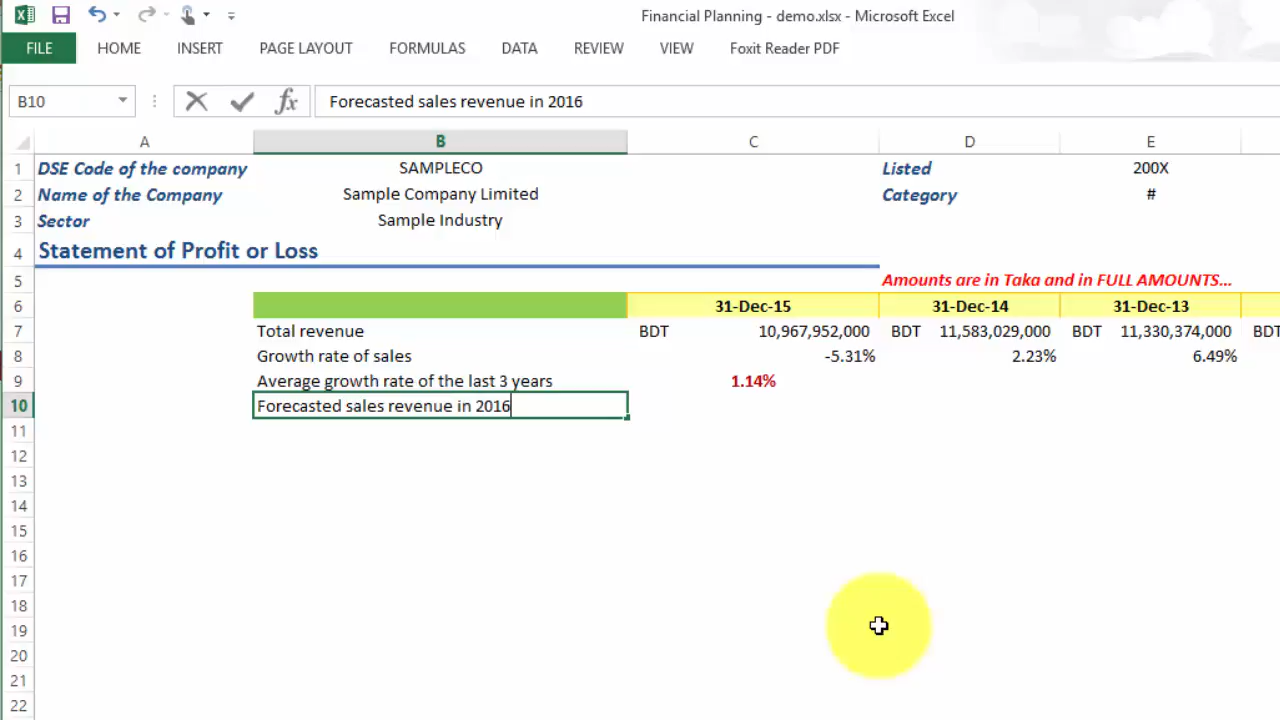 Financial Planning - demo.xlsx - Microsoft Excel
FILE HOME INSERT PAGE LAYOUT FORMULAS DATA REVIEW VIEW Foxit Reader PDF
B10 fx Forecasted sales revenue in 2016
A B C D E
1 DSE Code of the company SAMPLECO Listed 200X
2 Name of the Company Sample Company Limited Category #
3 Sector Sample Industry
4 Statement of Profit or Loss
5 Amounts are in Taka and in FULL AMOUNTS...
6 31-Dec-15 31-Dec-14 31-Dec-13
7 Total revenue BDT 10,967,952,000 BDT 11,583,029,000 BDT 11,330,374,000 BDT
8 Growth rate of sales -5.31% 2.23% 6.49%
9 Average growth rate of the last 3 years 1.14%
10 Forecasted sales revenue in 2016
11
12
13
14
15
16
17
18
19
20
21
22